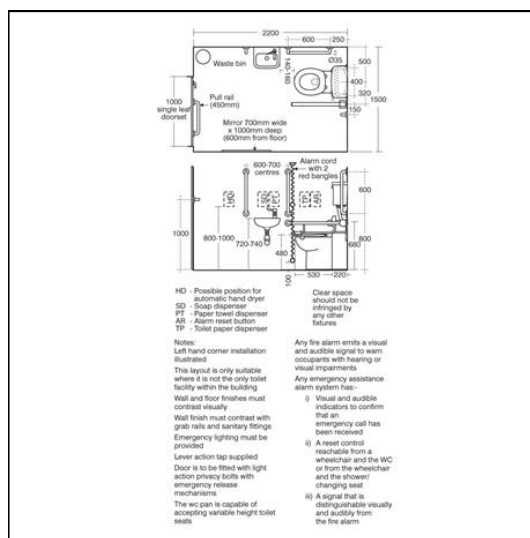 2200
600
250
Waste bin
Ø35
140-160
500
400
320
150
1500
1000
single leaf
doorset
Pull rail
(450mm)
Mirror 700mm wide
x 1000mm deep
(600mm from floor)
600-700
centres
Alarm cord
with 2
red bangles
HD
SD
PT
TP
AR
600
1000
800-1000
720-740
480
680
800
100
530
220
HD - Possible position for
automatic hand dryer
SD - Soap dispenser
PT - Paper towel dispenser
AR - Alarm reset button
TP - Toilet paper dispenser
Clear space
should not be
infringed by
any other
fixtures
Notes:
Left hand corner installation
illustrated
This layout is only suitable
where it is not the only toilet
facility within the building
Wall and floor finishes must
contrast visually
Wall finish must contrast with
grab rails and sanitary fittings
Emergency lighting must be
provided
Lever action tap supplied
Door is to be fitted with light
action privacy bolts with
emergency release
mechanisms
The wc pan is capable of
accepting variable height toilet
seats
Any fire alarm emits a visual
and audible signal to warn
occupants with hearing or
visual impairments
Any emergency assistance
alarm system has:-
i) Visual and audible
indicators to confirm
that an
emergency call has
been received
ii) A reset control
reachable from a
wheelchair and the WC
or from the wheelchair
and the shower/
changing seat
iii) A signal that is
distinguishable visually
and audibly from
the fire alarm